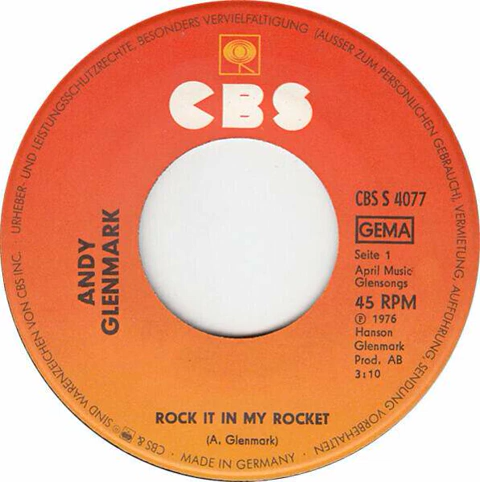 CBS
CBS S 4077
GEMA
Seite 1
April Music
Glensongs
45 RPM
Ⓟ 1976
Hanson
Glenmark
Prod. AB
3:10
ANDY
GLENMARK
ROCK IT IN MY ROCKET
(A. Glenmark)
• MADE IN GERMANY •
CBS & SIND WARENZEICHEN VON CBS INC. • URHEBER- UND LEISTUNGSSCHUTZRECHTE, BESONDERS VERVIELFÄLTIGUNG (AUSSER ZUM PERSÖNLICHEN GEBRAUCH), VERMIETUNG, AUFFÜHRUNG, SENDUNG VORBEHALTEN